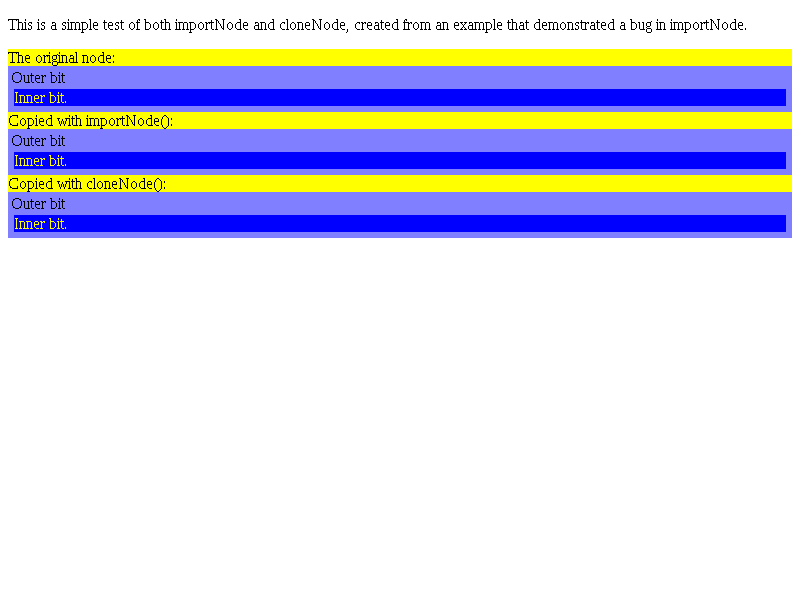 This is a simple test of both importNode and cloneNode, created from an example that demonstrated a bug in importNode.
The original node:
Outer bit
Inner bit.
Copied with importNode():
Outer bit
Inner bit.
Copied with cloneNode():
Outer bit
Inner bit.